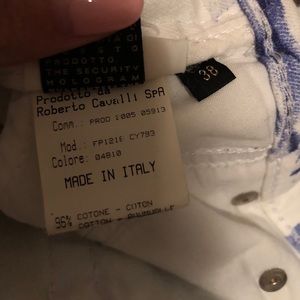 PRODOTTO.
THE SECURITY
HOLOGRAM
38
Prodotto da
Roberto Cavalli SpA
Comm.: PROD 1005 05913
Mod.: FP121E CY793
Colore: 04810
MADE IN ITALY
96% COTONE - COTON
COTTON -